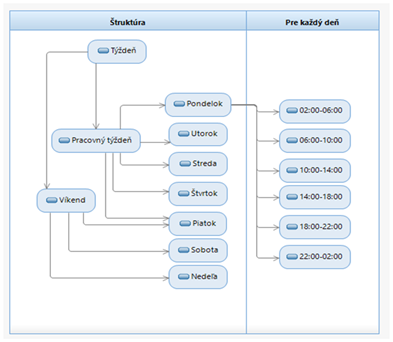 Štruktúra
Pre každý deň
Týždeň
Pondelok
02:00-06:00
Utorok
06:00-10:00
Pracovný týždeň
Streda
10:00-14:00
Štvrtok
14:00-18:00
Víkend
Piatok
18:00-22:00
Sobota
22:00-02:00
Nedeľa